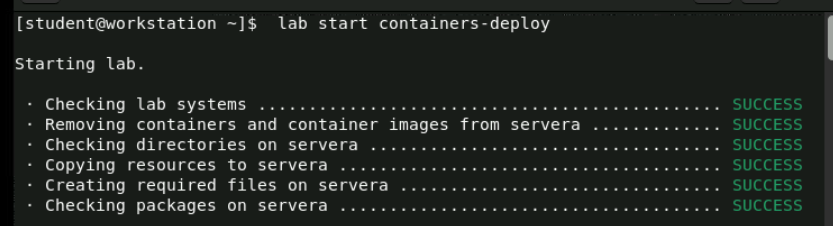 [student@workstation ~]$  lab start containers-deploy
Starting lab.
· Checking lab systems .............................................. SUCCESS
· Removing containers and container images from servera ............. SUCCESS
· Checking directories on servera ................................... SUCCESS
· Copying resources to servera ...................................... SUCCESS
· Creating required files on servera ................................ SUCCESS
· Checking packages on servera ...................................... SUCCESS